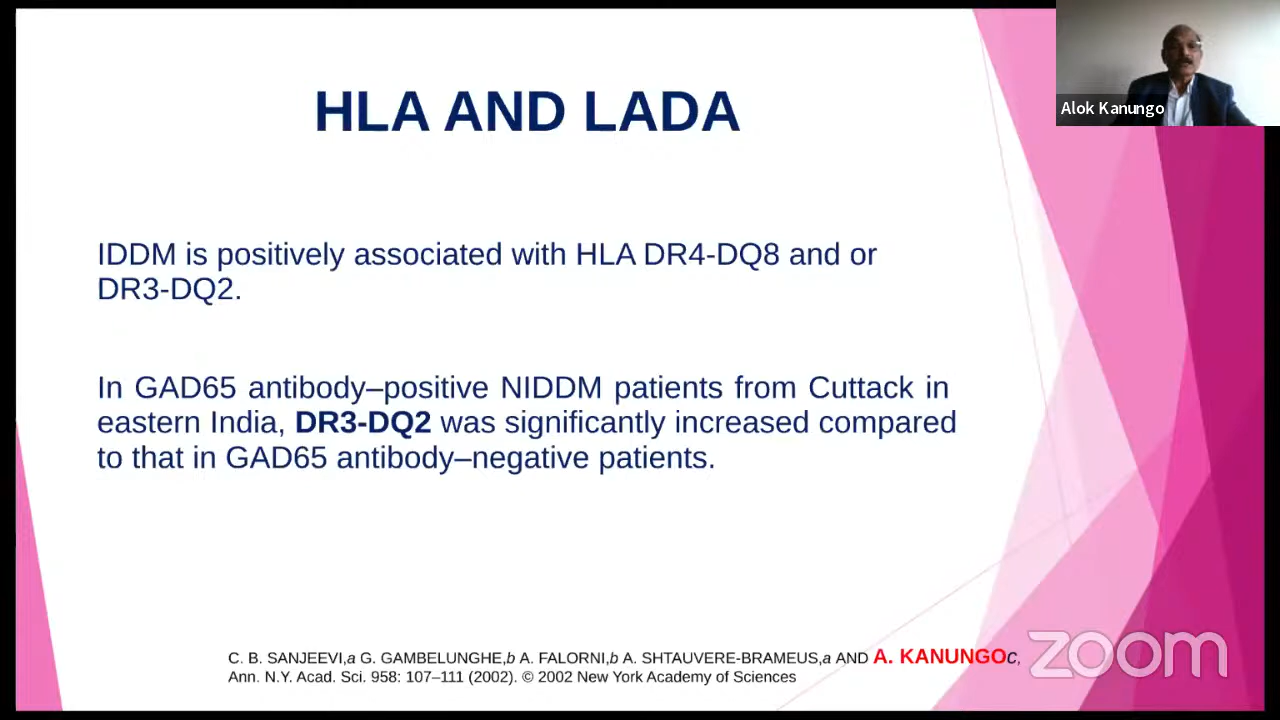 HLA AND LADA
Alok Kanungo
IDDM is positively associated with HLA DR4-DQ8 and or
DR3-DQ2.
In GAD65 antibody–positive NIDDM patients from Cuttack in
eastern India, DR3-DQ2 was significantly increased compared
to that in GAD65 antibody–negative patients.
C. B. SANJEEVI,a G. GAMBELUNGHE,b A. FALORNI,b A. SHTAUVERE-BRAMEUS,a AND A. KANUNGOc,
Ann. N.Y. Acad. Sci. 958: 107–111 (2002). © 2002 New York Academy of Sciences
zoom